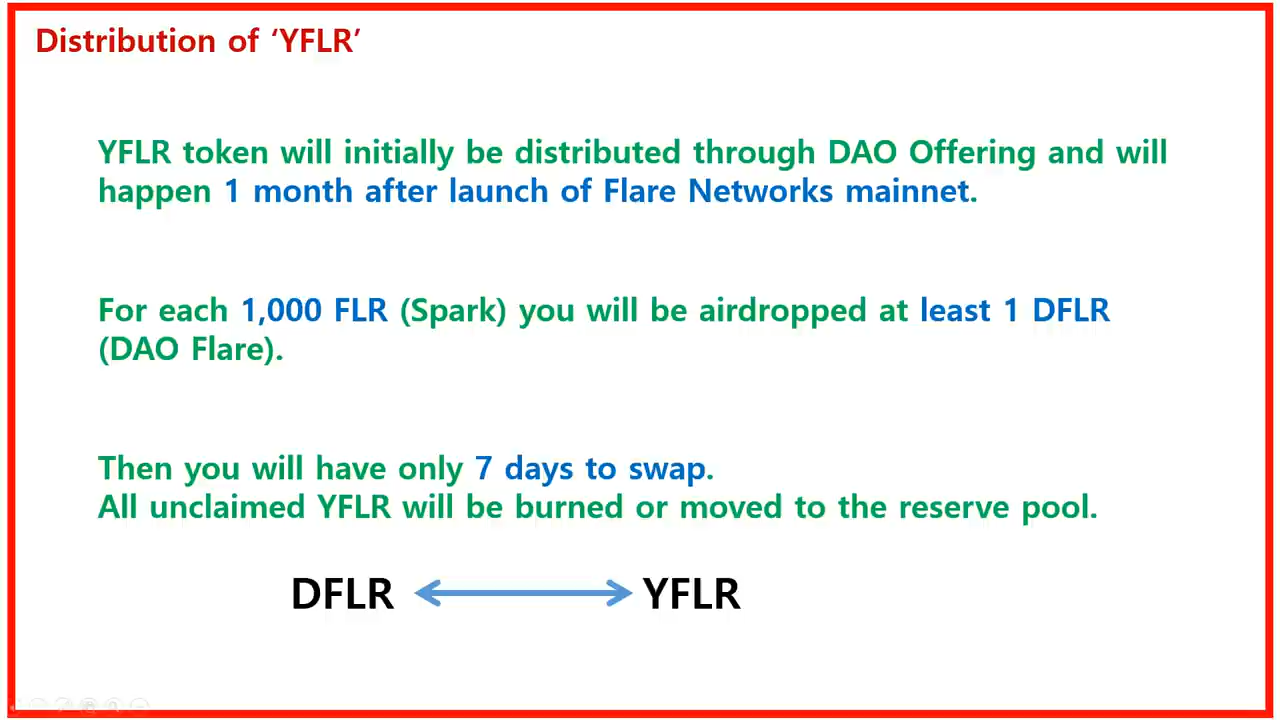 Distribution of ‘YFLR’
YFLR token will initially be distributed through DAO Offering and will
happen 1 month after launch of Flare Networks mainnet.
For each 1,000 FLR (Spark) you will be airdropped at least 1 DFLR
(DAO Flare).
Then you will have only 7 days to swap.
All unclaimed YFLR will be burned or moved to the reserve pool.
DFLR YFLR